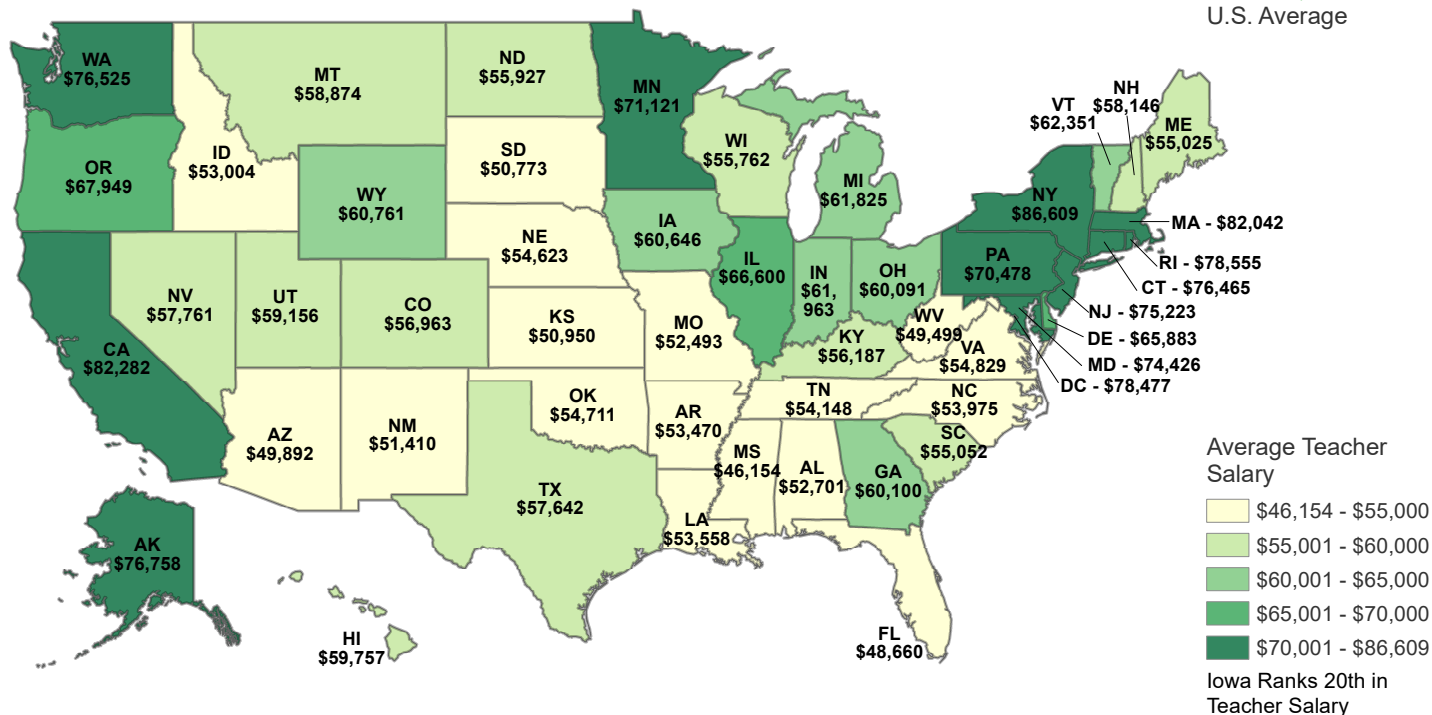 U.S. Average
WA
$76,525
MT
$58,874
ND
$55,927
MN
$71,121
OR
$67,949
ID
$53,004
WY
$60,761
SD
$50,773
WI
$55,762
MI
$61,825
VT
$62,351
NH
$58,146
ME
$55,025
NY
$86,609
MA - $82,042
RI - $78,555
CT - $76,465
NJ - $75,223
DE - $65,883
MD - $74,426
DC - $78,477
PA
$70,478
NE
$54,623
IA
$60,646
IL
$66,600
IN
$61,
963
OH
$60,091
NV
$57,761
UT
$59,156
CO
$56,963
KS
$50,950
MO
$52,493
KY
$56,187
WV
$49,499
VA
$54,829
CA
$82,282
AZ
$49,892
NM
$51,410
OK
$54,711
AR
$53,470
TN
$54,148
NC
$53,975
SC
$55,052
TX
$57,642
LA
$53,558
MS
$46,154
AL
$52,701
GA
$60,100
AK
$76,758
HI
$59,757
FL
$48,660
Average Teacher
Salary
$46,154 - $55,000
$55,001 - $60,000
$60,001 - $65,000
$65,001 - $70,000
$70,001 - $86,609
Iowa Ranks 20th in
Teacher Salary